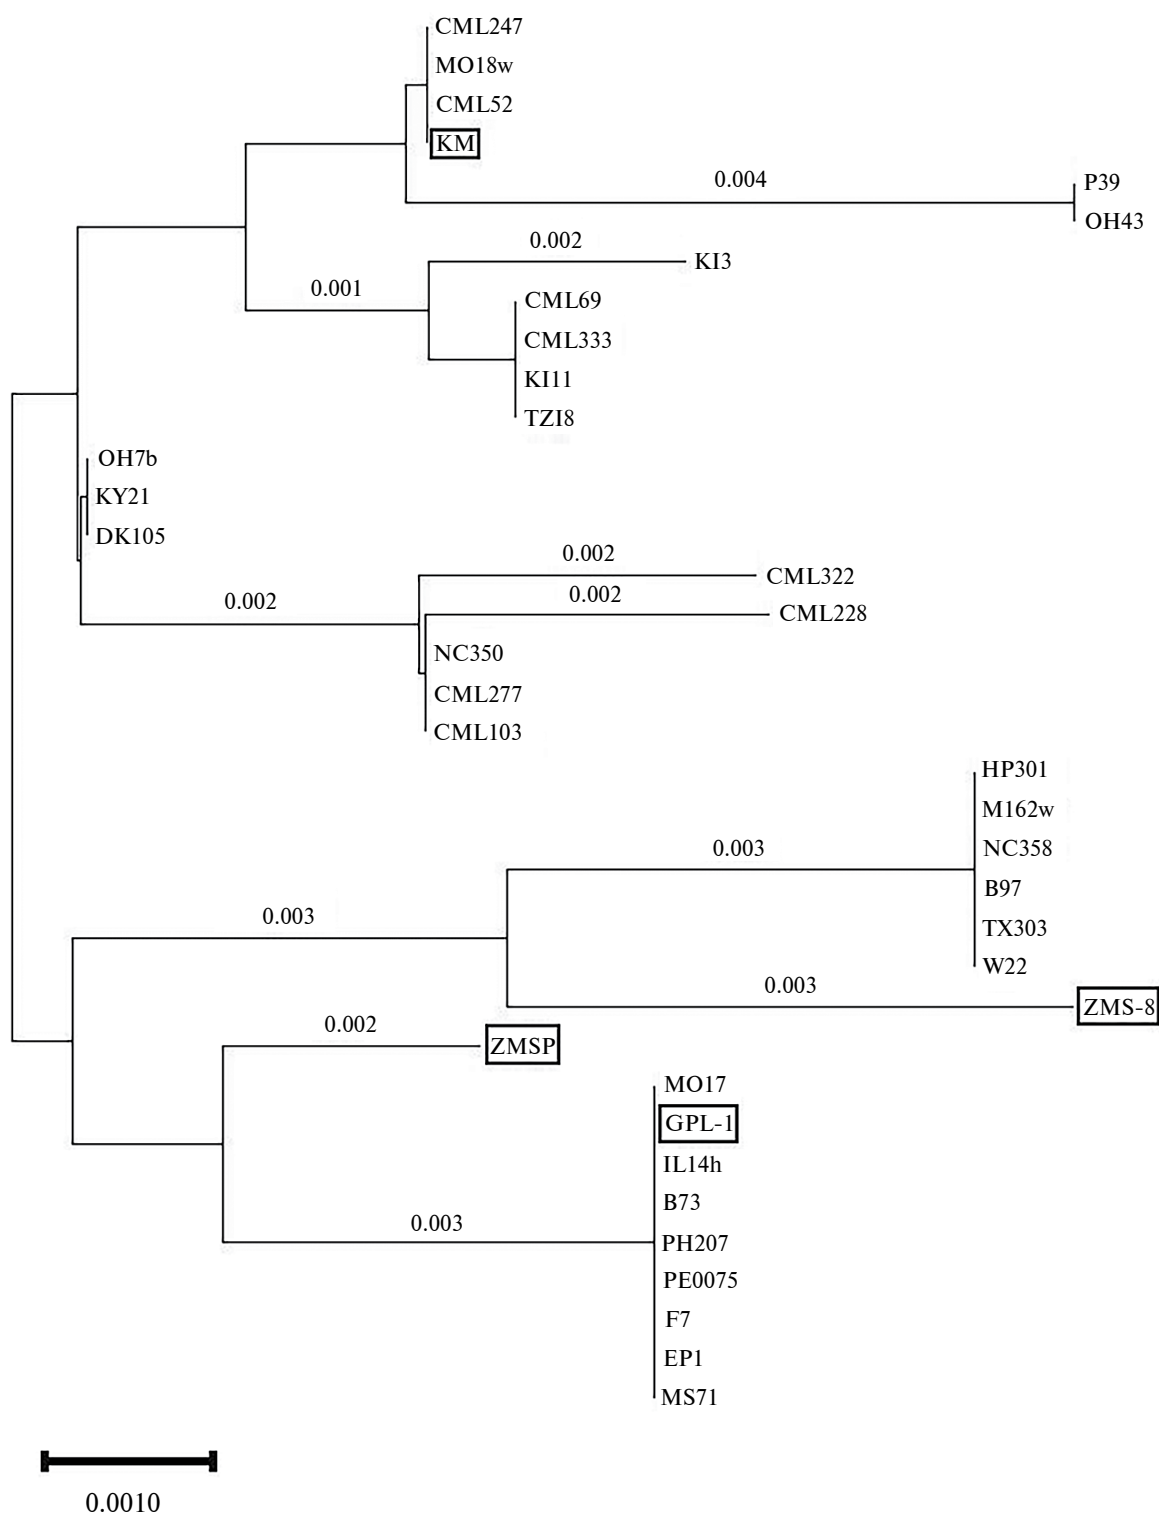 CML247
MO18w
CML52
KM
0.004
P39
OH43
0.002
KI3
0.001
CML69
CML333
KI11
TZI8
OH7b
KY21
DK105
0.002
CML322
0.002
0.002
CML228
NC350
CML277
CML103
HP301
M162w
0.003
NC358
B97
0.003
TX303
W22
0.003
ZMS-8
0.002
ZMSP
MO17
GPL-1
IL14h
B73
0.003
PH207
PE0075
F7
EP1
MS71
0.0010